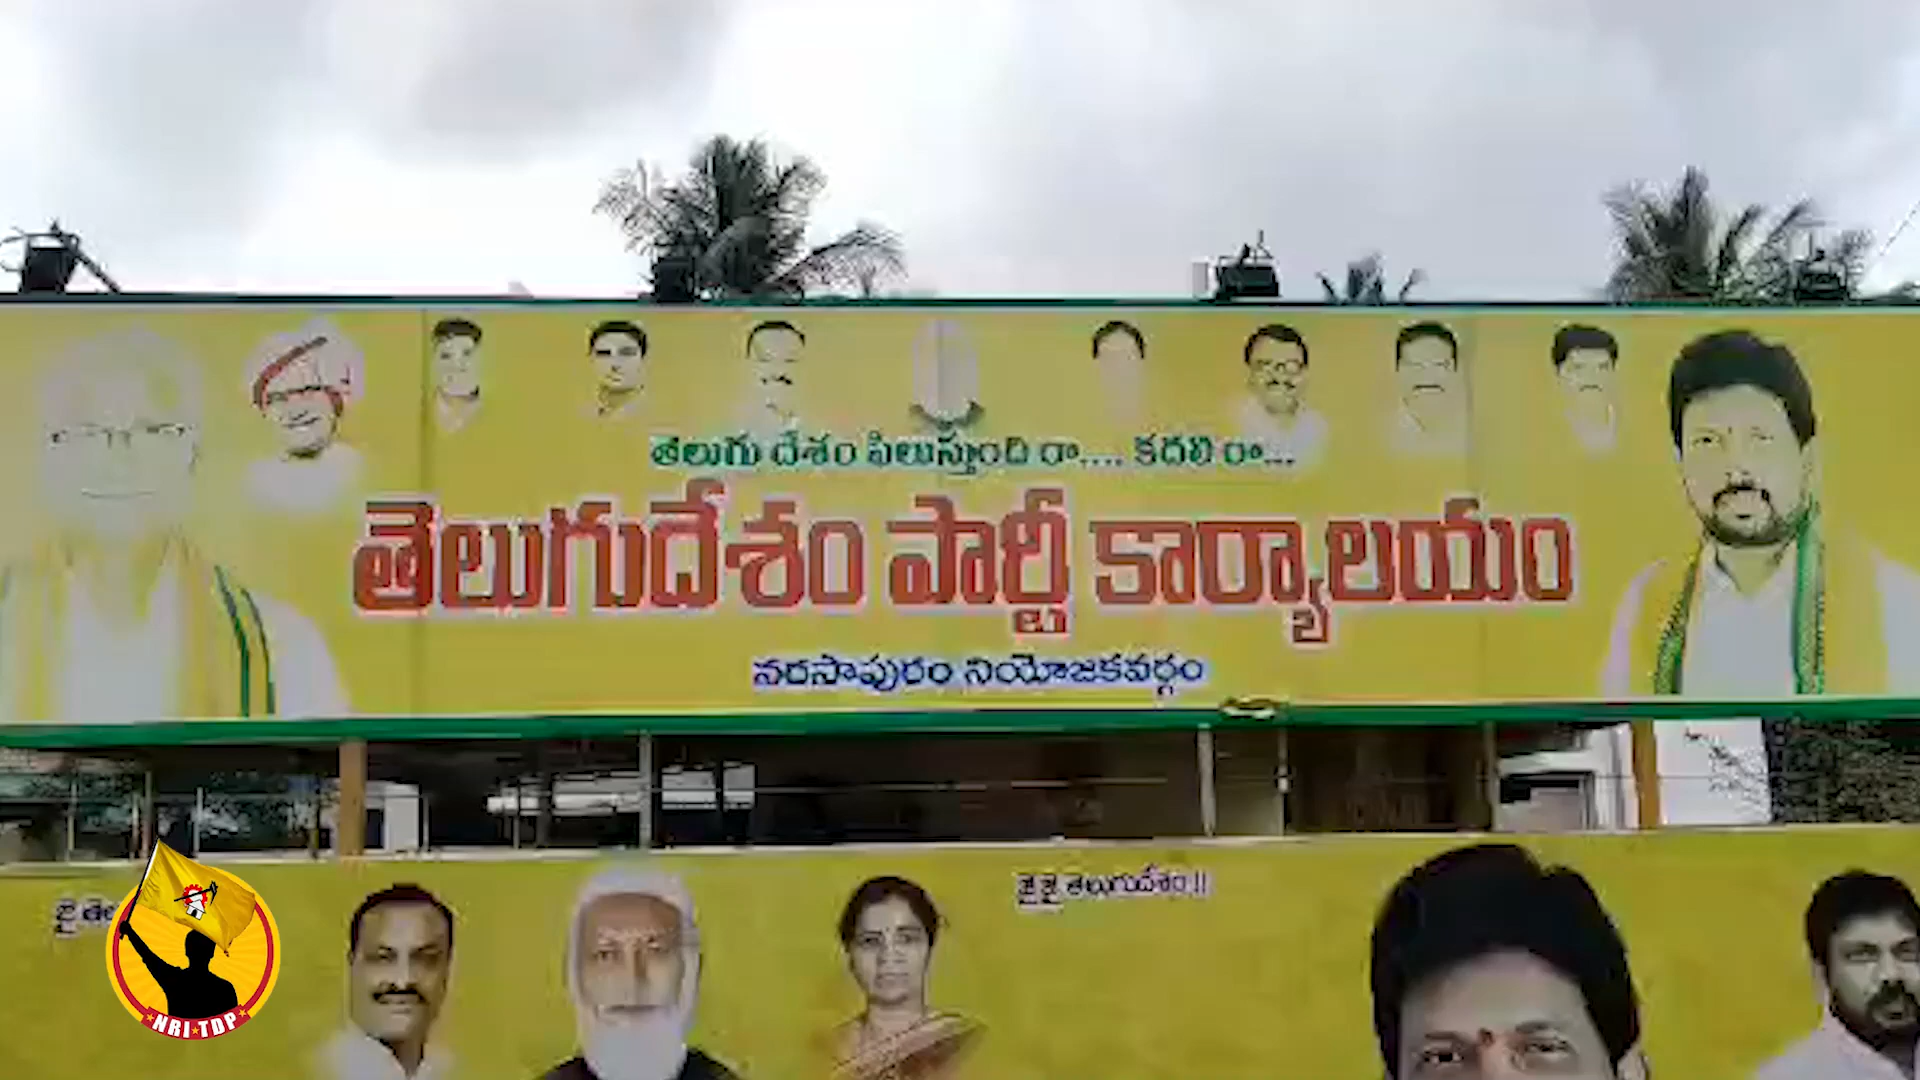 తెలుగు దేశం పిలుస్తుంది రా.... కదలి రా...
తెలుగుదేశం పార్టీ కార్యాలయం
నరసాపురం నియోజకవర్గం
జై
జై జై తెలుగుదేశం !!
NRI TDP